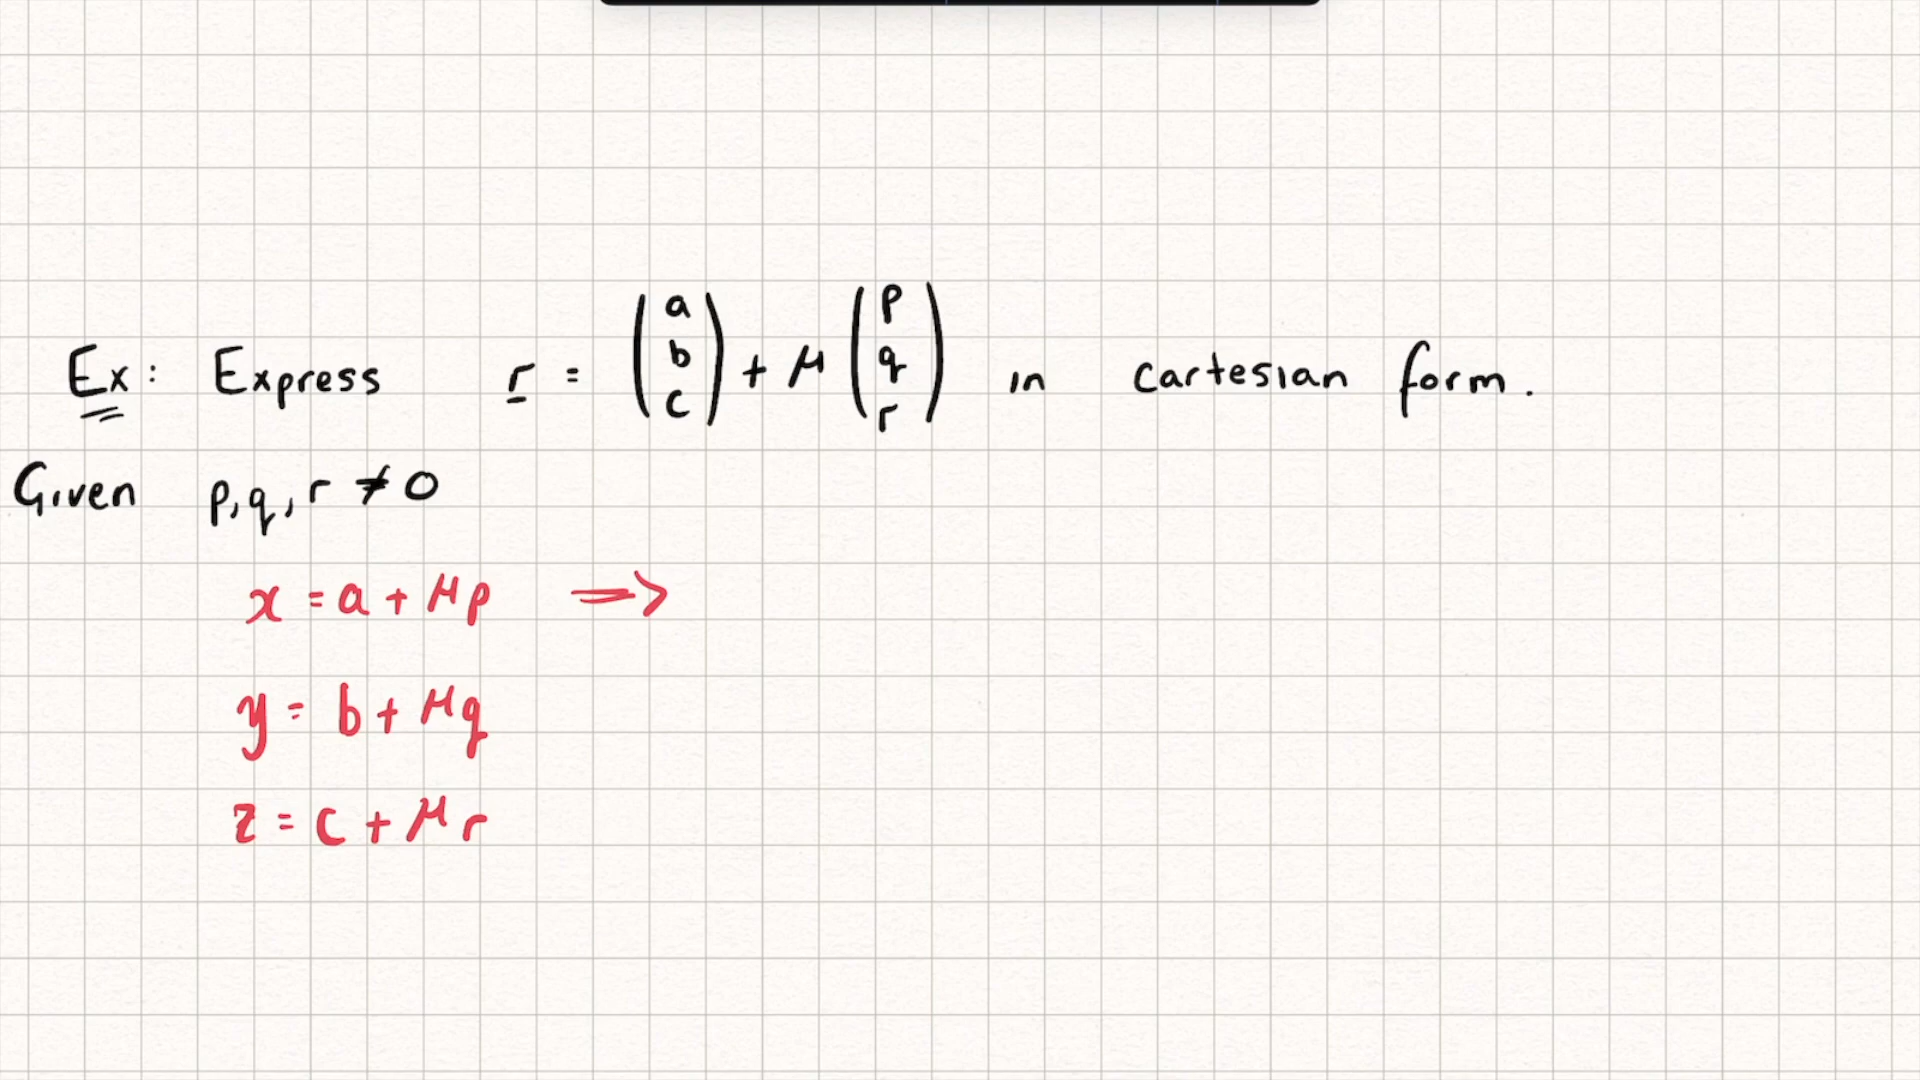 Ex: Express r = (a b c) + μ (p q r) in cartesian form.
Given p, q, r ≠ 0
x = a + μp ⇒
y = b + μq
z = c + μr